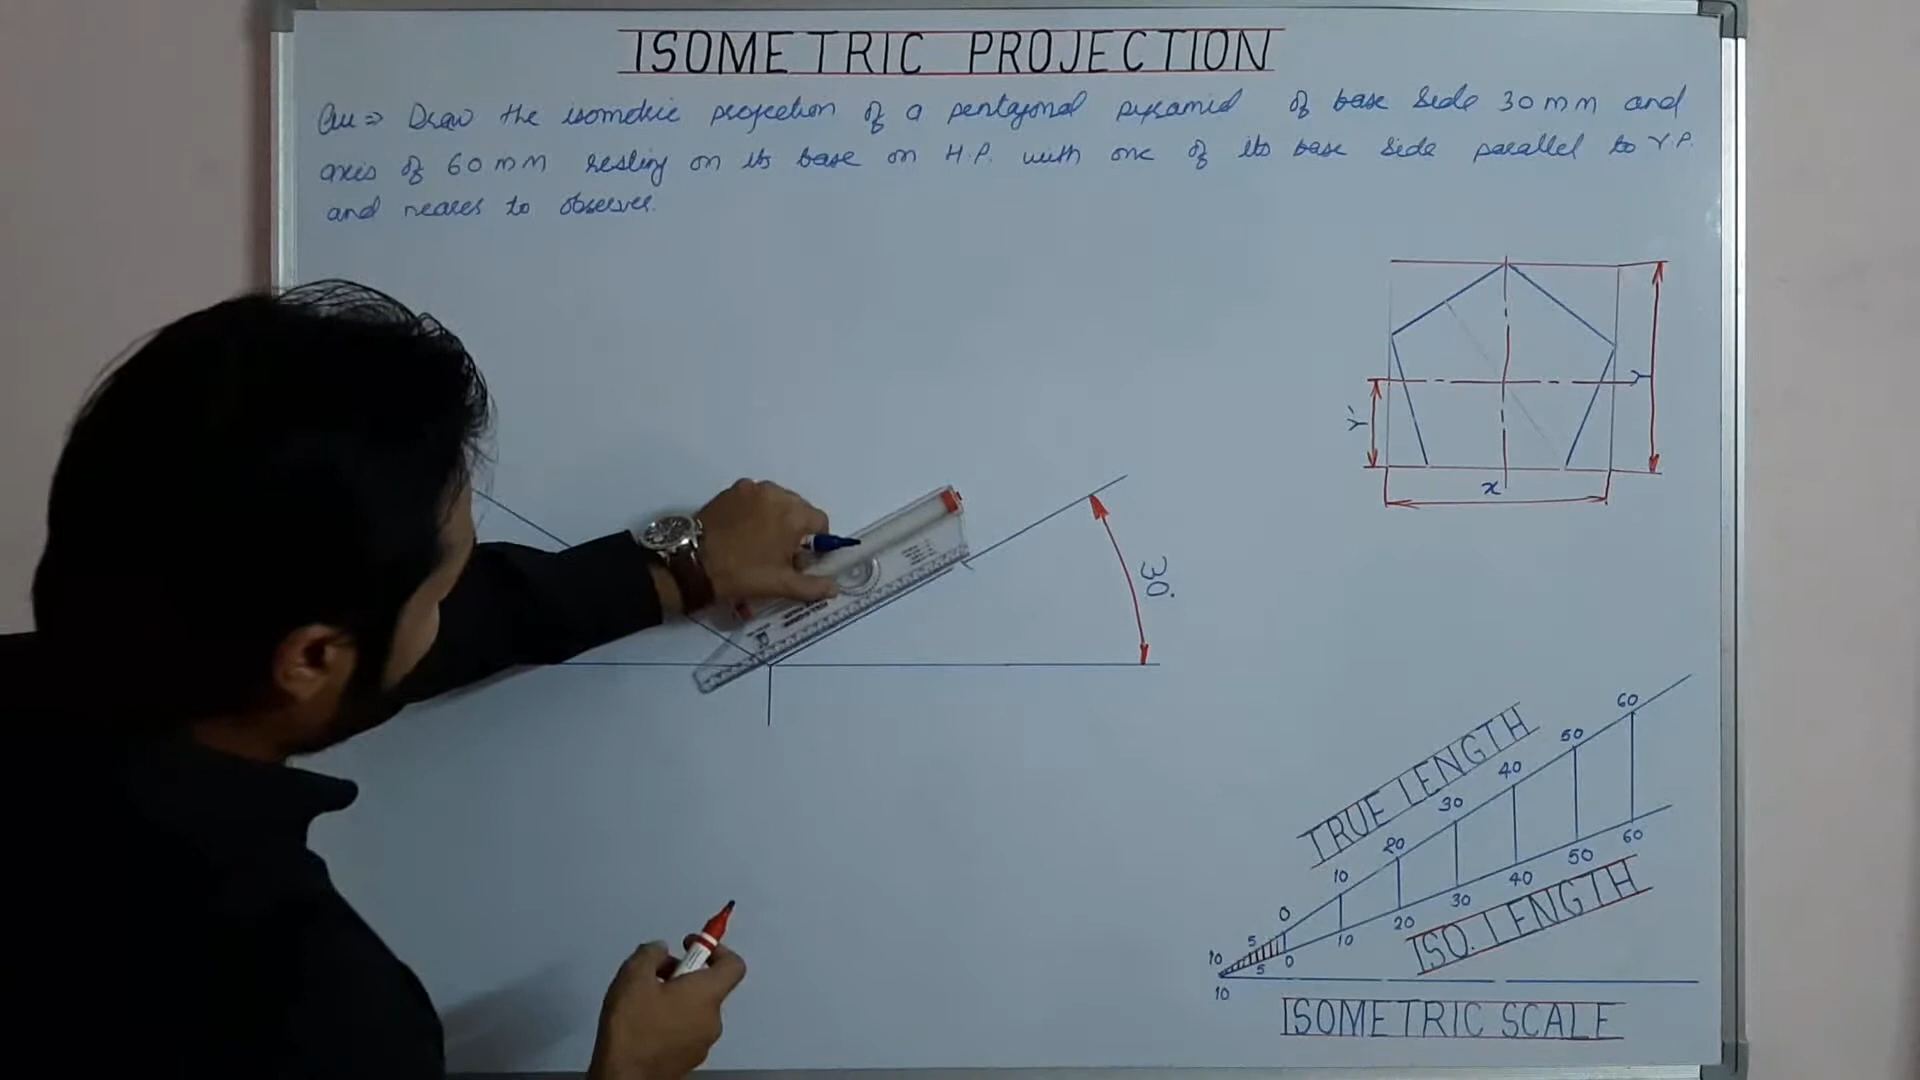 ISOMETRIC PROJECTION
Qu ⇒ Draw the isometric projection of a pentagonal pyramid of base side 30 mm and
axis of 60 mm resting on its base on H.P. with one of its base side parallel to V.P.
and nearer to observer.
Y
Y'
x
30°
TRUE LENGTH
60
50
40
30
20
10
0
5
10
10
5
0
10
20
30
40
50
60
ISO. LENGTH
ISOMETRIC SCALE